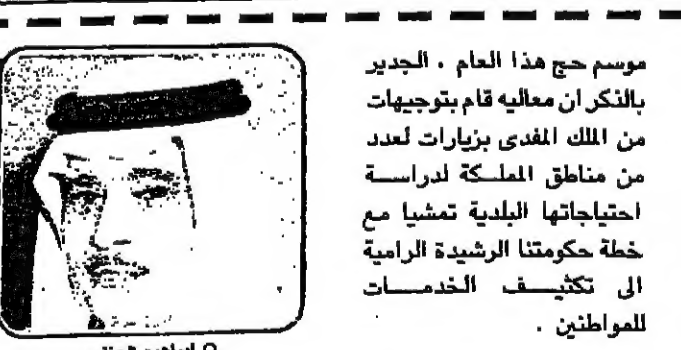 موسم حج هذا العام . الجدير
بالذكر ان معاليه قام بتوجيهات
من الملك المفدى بزيارات لعدد
من مناطق المملكة لدراسة
احتياجاتها البلدية تمشيا مع
خطة حكومتنا الرشيدة الرامية
الى تكثيف الخدمات
للمواطنين .